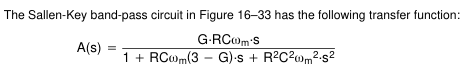 The Sallen-Key band-pass circuit in Figure 16–33 has the following transfer function:
A(s) = G·RCωm·s / 1 + RCωm(3 − G)·s + R²C²ωm²·s²